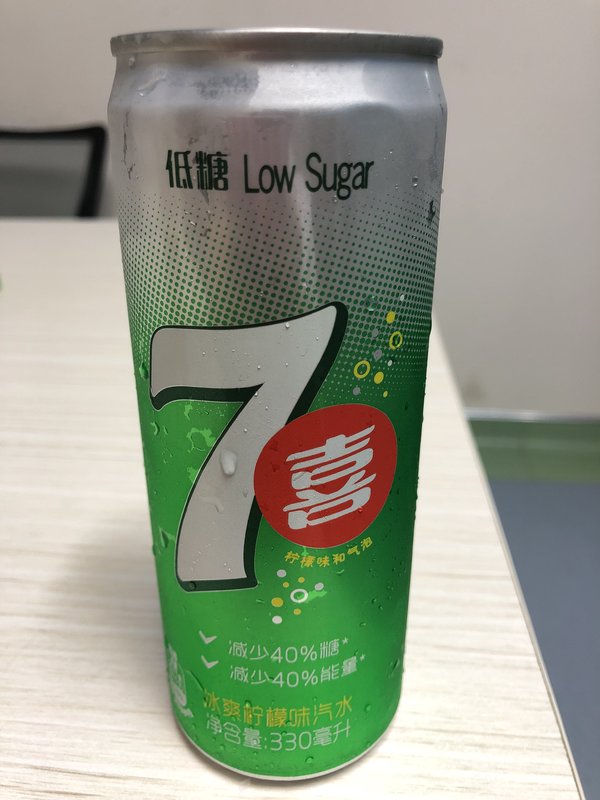 低糖 Low Sugar
7喜
柠檬味和气泡
减少40%糖*
减少40%能量*
冰爽柠檬味汽水
净含量:330毫升